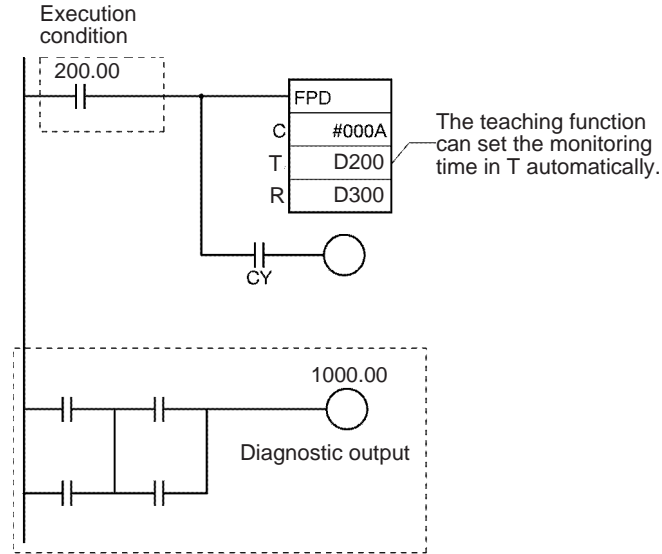 Execution
condition
200.00
FPD
C #000A
T D200
R D300
The teaching function
can set the monitoring
time in T automatically.
CY
1000.00
Diagnostic output